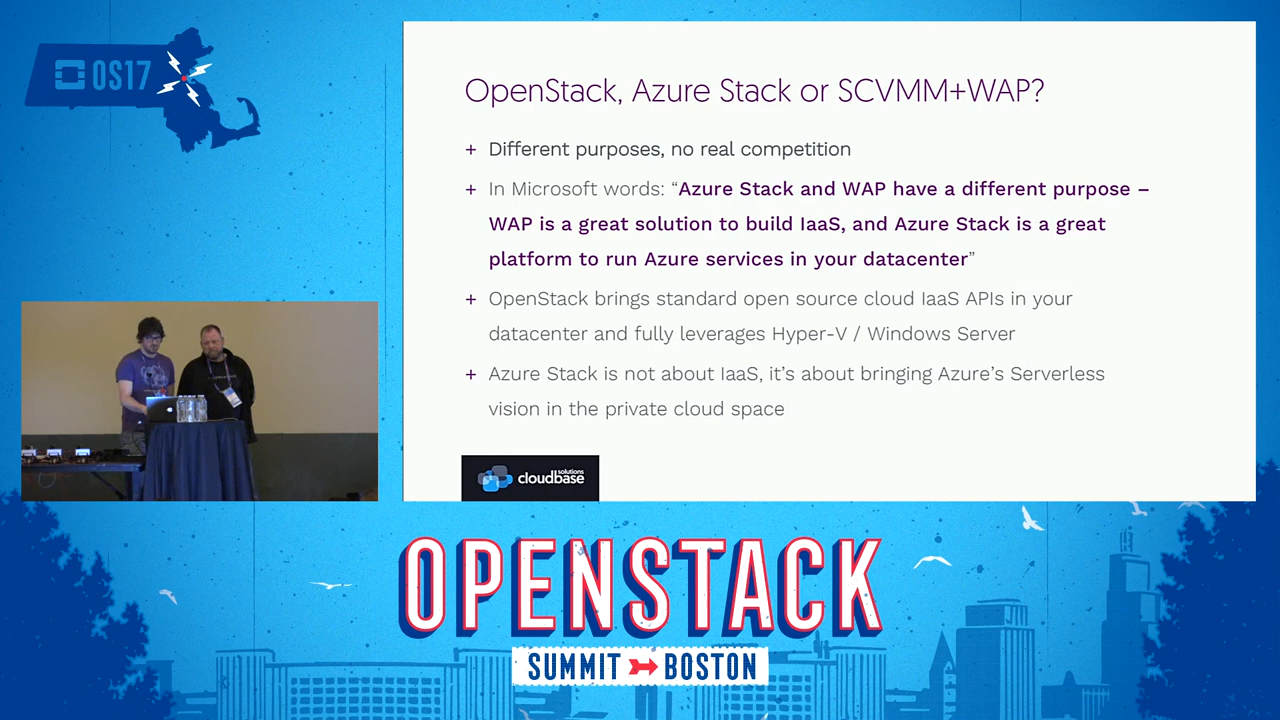 OS17
OpenStack, Azure Stack or SCVMM+WAP?
+ Different purposes, no real competition
+ In Microsoft words: “Azure Stack and WAP have a different purpose –
WAP is a great solution to build IaaS, and Azure Stack is a great
platform to run Azure services in your datacenter”
+ OpenStack brings standard open source cloud IaaS APIs in your
datacenter and fully leverages Hyper-V / Windows Server
+ Azure Stack is not about IaaS, it’s about bringing Azure’s Serverless
vision in the private cloud space
cloudbase
solutions
OPENSTACK
SUMMIT BOSTON